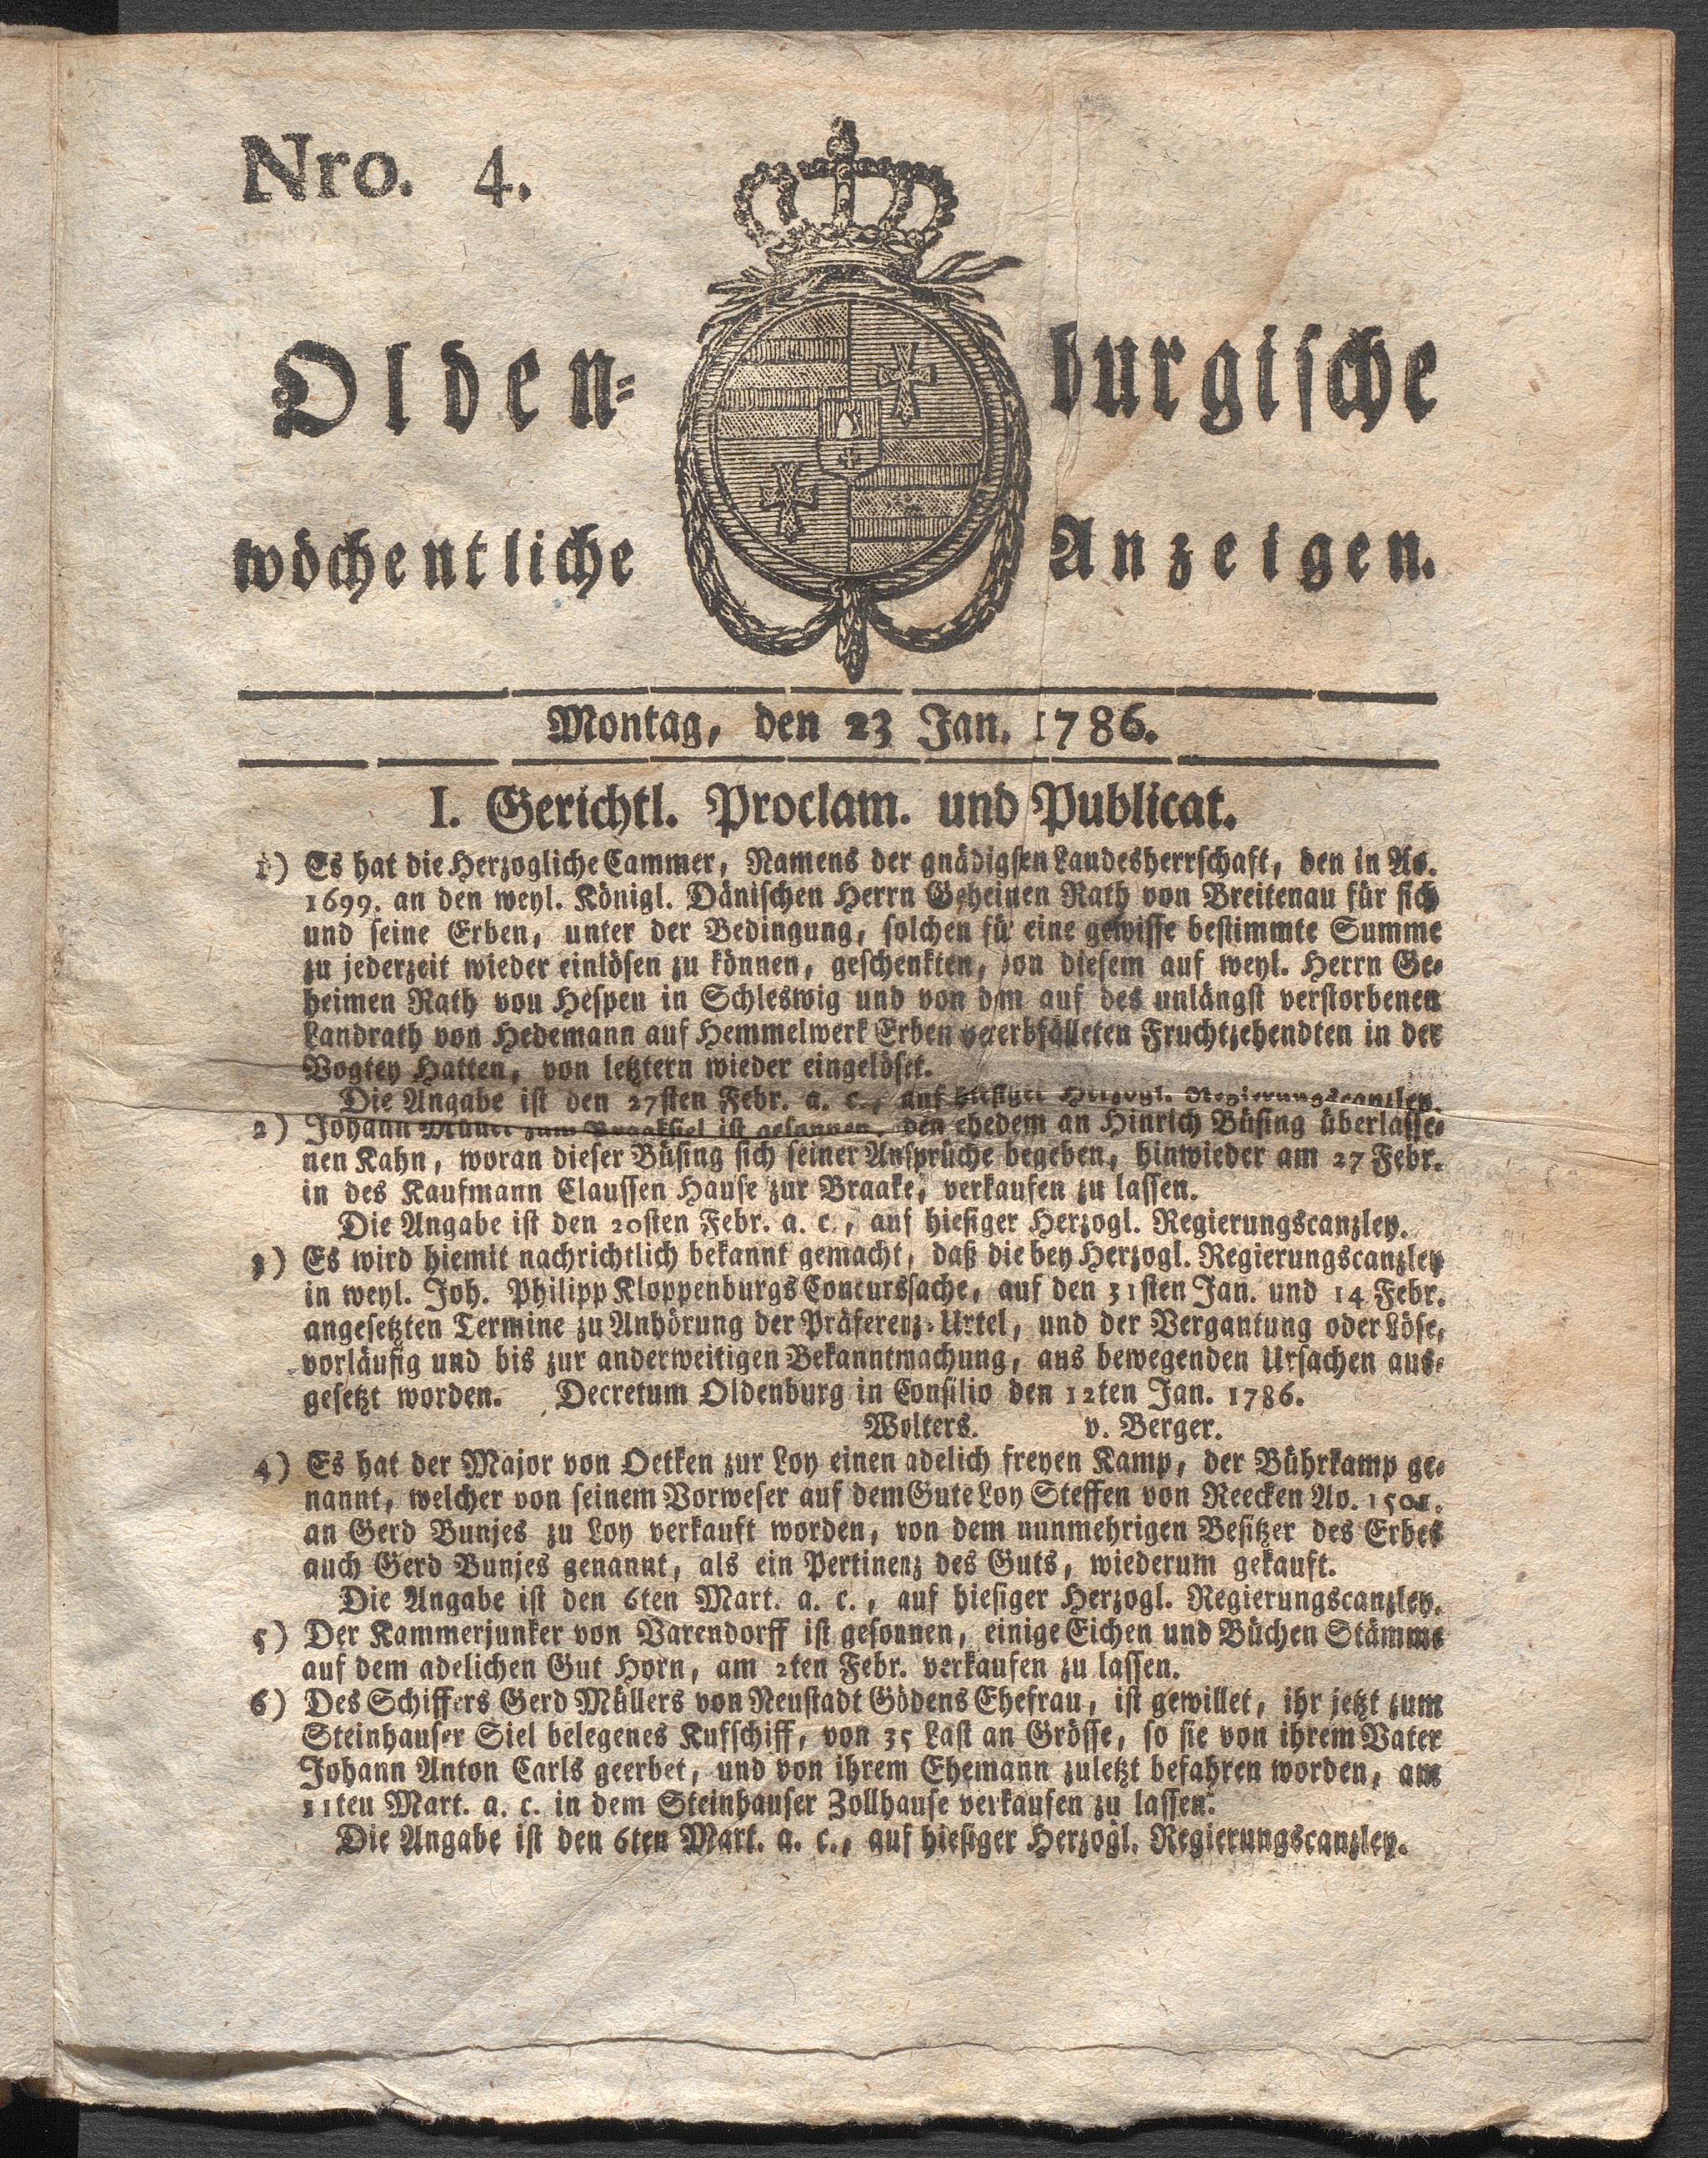 Nro. 4.
Olden⸗burgische
wöchentliche Anzeigen.
Montag, den 23 Jan. 1786.
I. Gerichtl. Proclam. und Publicat.
1) Es hat die Herzogliche Cammer, Namens der gnädigsten Landesherrschaft, den in Ao.
1699. an den weyl. Königl. Dänischen Herrn Geheimen Rath von Breitenau für sich
und seine Erben, unter der Bedingung, solchen für eine gewisse bestimmte Summe
zu jederzeit wieder einlösen zu können, geschenkten, von diesem auf weyl. Herrn Ge⸗
heimen Rath von Hespen in Schleswig und von dem auf des unlängst verstorbenen
Landrath von Hedemann auf Hemmelwerk Erben vererbfälleten Fruchtzehendten in der
Vogtey Hatten, von letztern wieder eingelöset.
Die Angabe ist den 27sten Febr. a. c., auf hiesiger Herzogl. Regierungscanzley.
2) Johann Müller zum Braaksiel ist gesonnen, den ehedem an Hinrich Büsing überlasse⸗
nen Kahn, woran dieser Büsing sich seiner Ansprüche begeben, hinwieder am 27 Febr.
in des Kaufmann Claussen Hause zur Braake, verkaufen zu lassen.
Die Angabe ist den 20sten Febr. a. c., auf hiesiger Herzogl. Regierungscanzley.
3) Es wird hiemit nachrichtlich bekannt gemacht, daß die bey Herzogl. Regierungscanzley
in weyl. Joh. Philipp Kloppenburgs Concurssache, auf den 31sten Jan. und 14 Febr.
angesetzten Termine zu Anhörung der Präferenz⸗Urtel, und der Vergantung oder Löse,
vorläufig und bis zur anderweitigen Bekanntmachung, aus bewegenden Ursachen aus⸗
gesetzt worden. Decretum Oldenburg in Consilio den 12ten Jan. 1786.
Wolters. v. Berger.
4) Es hat der Major von Oetken zur Loy einen adelich freyen Kamp, der Bührkamp ge⸗
nannt, welcher von seinem Vorweser auf dem Gute Loy Steffen von Reecken Ao. 1501.
an Gerd Bunjes zu Loy verkauft worden, von dem nunmehrigen Besitzer des Erbes
auch Gerd Bunjes genannt, als ein Pertinenz des Guts, wiederum gekauft.
Die Angabe ist den 6ten Mart. a. c., auf hiesiger Herzogl. Regierungscanzley.
5) Der Kammerjunker von Varendorff ist gesonnen, einige Eichen und Büchen Stämme
auf dem adelichen Gut Horn, am 2ten Febr. verkaufen zu lassen.
6) Des Schiffers Gerd Müllers von Neustadt Gödens Ehefrau, ist gewillet, ihr jetzt zum
Steinhauser Siel belegenes Kufschiff, von 35 Last an Grösse, so sie von ihrem Vater
Johann Anton Carls geerbet, und von ihrem Ehemann zuletzt befahren worden, am
11ten Mart. a. c. in dem Steinhauser Zollhause verkaufen zu lassen.
Die Angabe ist den 6ten Mart. a. c., auf hiesiger Herzogl. Regierungscanzley.